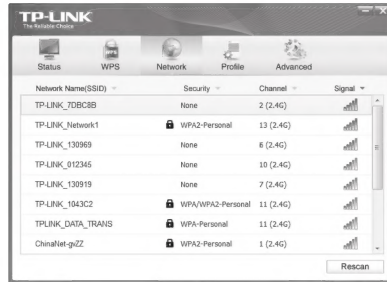 TP-LINK
The Reliable Choice
Status WPS Network Profile Advanced
Network Name(SSID) Security Channel Signal
TP-LINK_7DBC8B None 2 (2.4G)
TP-LINK_Network1 WPA2-Personal 13 (2.4G)
TP-LINK_130969 None 6 (2.4G)
TP-LINK_012345 None 10 (2.4G)
TP-LINK_130919 None 7 (2.4G)
TP-LINK_1043C2 WPA/WPA2-Personal 11 (2.4G)
TPLINK_DATA_TRANS WPA-Personal 11 (2.4G)
ChinaNet-gvZZ WPA2-Personal 1 (2.4G)
Rescan